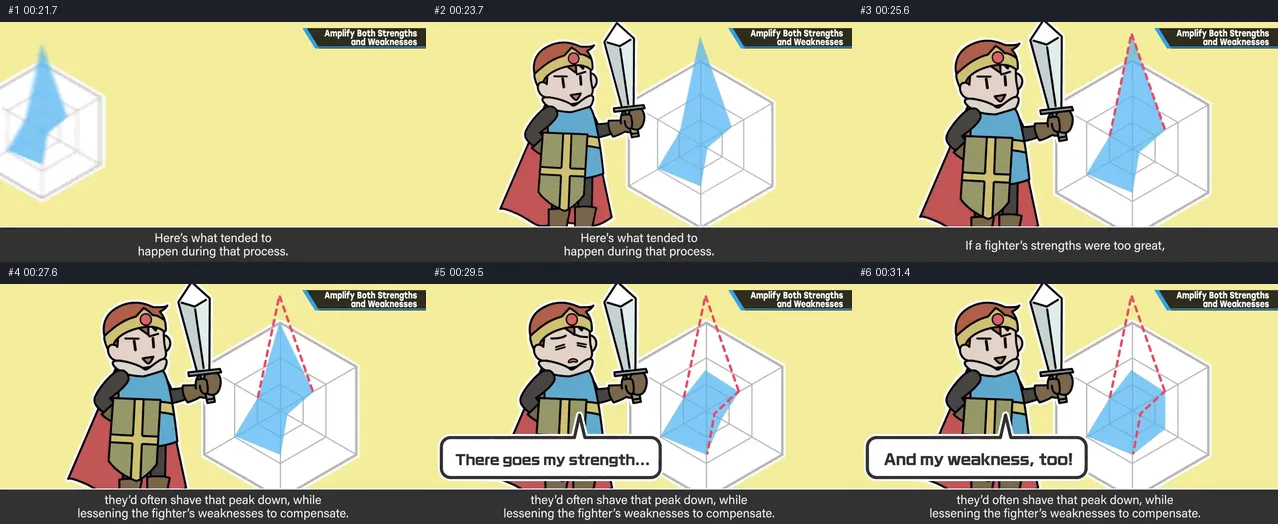 #1 00:21.7
Amplify Both Strengths
and Weaknesses
Here's what tended to
happen during that process.
#2 00:23.7
Amplify Both Strengths
and Weaknesses
Here's what tended to
happen during that process.
#3 00:25.6
Amplify Both Strengths
and Weaknesses
If a fighter's strengths were too great,
#4 00:27.6
Amplify Both Strengths
and Weaknesses
they'd often shave that peak down, while
lessening the fighter's weaknesses to compensate.
#5 00:29.5
Amplify Both Strengths
and Weaknesses
There goes my strength...
they'd often shave that peak down, while
lessening the fighter's weaknesses to compensate.
#6 00:31.4
Amplify Both Strengths
and Weaknesses
And my weakness, too!
they'd often shave that peak down, while
lessening the fighter's weaknesses to compensate.